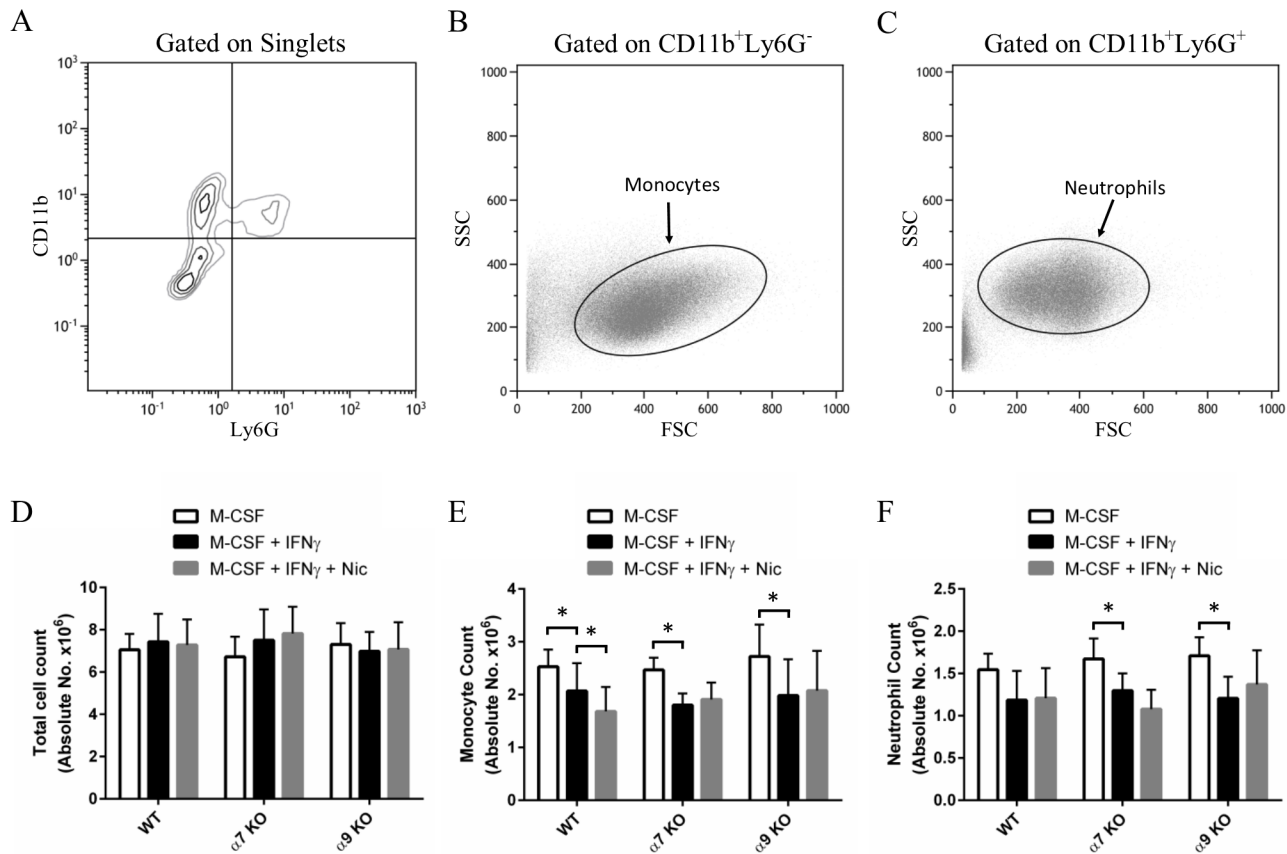 A
Gated on Singlets
10³
10²
10¹
10⁰
10⁻¹
CD11b
10⁻¹
10⁰
10¹
10²
10³
Ly6G
B
Gated on CD11b⁺Ly6G⁻
1000
800
600
400
200
0
SSC
Monocytes
0
200
400
600
800
1000
FSC
C
Gated on CD11b⁺Ly6G⁺
1000
800
600
400
200
0
SSC
Neutrophils
0
200
400
600
800
1000
FSC
D
M-CSF
M-CSF + IFNγ
M-CSF + IFNγ + Nic
10
8
6
4
2
0
Total cell count
(Absolute No. x10⁶)
WT
α7 KO
α9 KO
E
M-CSF
M-CSF + IFNγ
M-CSF + IFNγ + Nic
4
3
2
1
0
Monocyte Count
(Absolute No. x10⁶)
*
*
*
*
WT
α7 KO
α9 KO
F
M-CSF
M-CSF + IFNγ
M-CSF + IFNγ + Nic
2.5
2.0
1.5
1.0
0.5
0.0
Neutrophil Count
(Absolute No. x10⁶)
*
*
WT
α7 KO
α9 KO